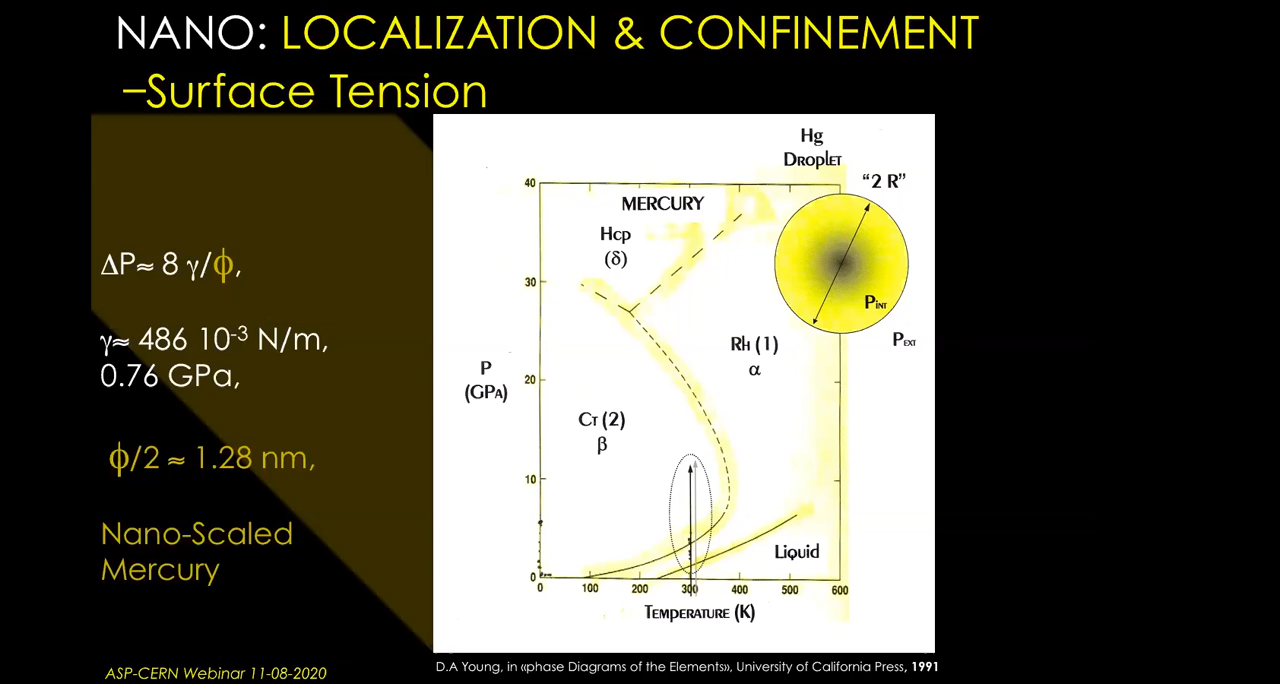 NANO: LOCALIZATION & CONFINEMENT
–Surface Tension
ΔP≈ 8 γ/ϕ,
γ≈ 486 10-3 N/m,
0.76 GPa,
ϕ/2 ≈ 1.28 nm,
Nano-Scaled
Mercury
ASP-CERN Webinar 11-08-2020
Hg
Droplet
"2 R"
PINT
PEXT
MERCURY
Hcp
(δ)
Rh (1)
α
CT (2)
β
Liquid
P
(GPA)
40
30
20
10
0
0 100 200 300 400 500 600
TEMPERATURE (K)
D.A Young, in «phase Diagrams of the Elements», University of California Press, 1991